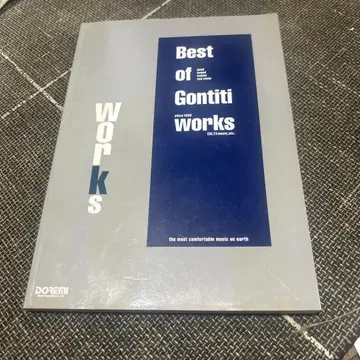 Best
of
Gontiti
works
works
the most comfortable music on earth
DOREMI